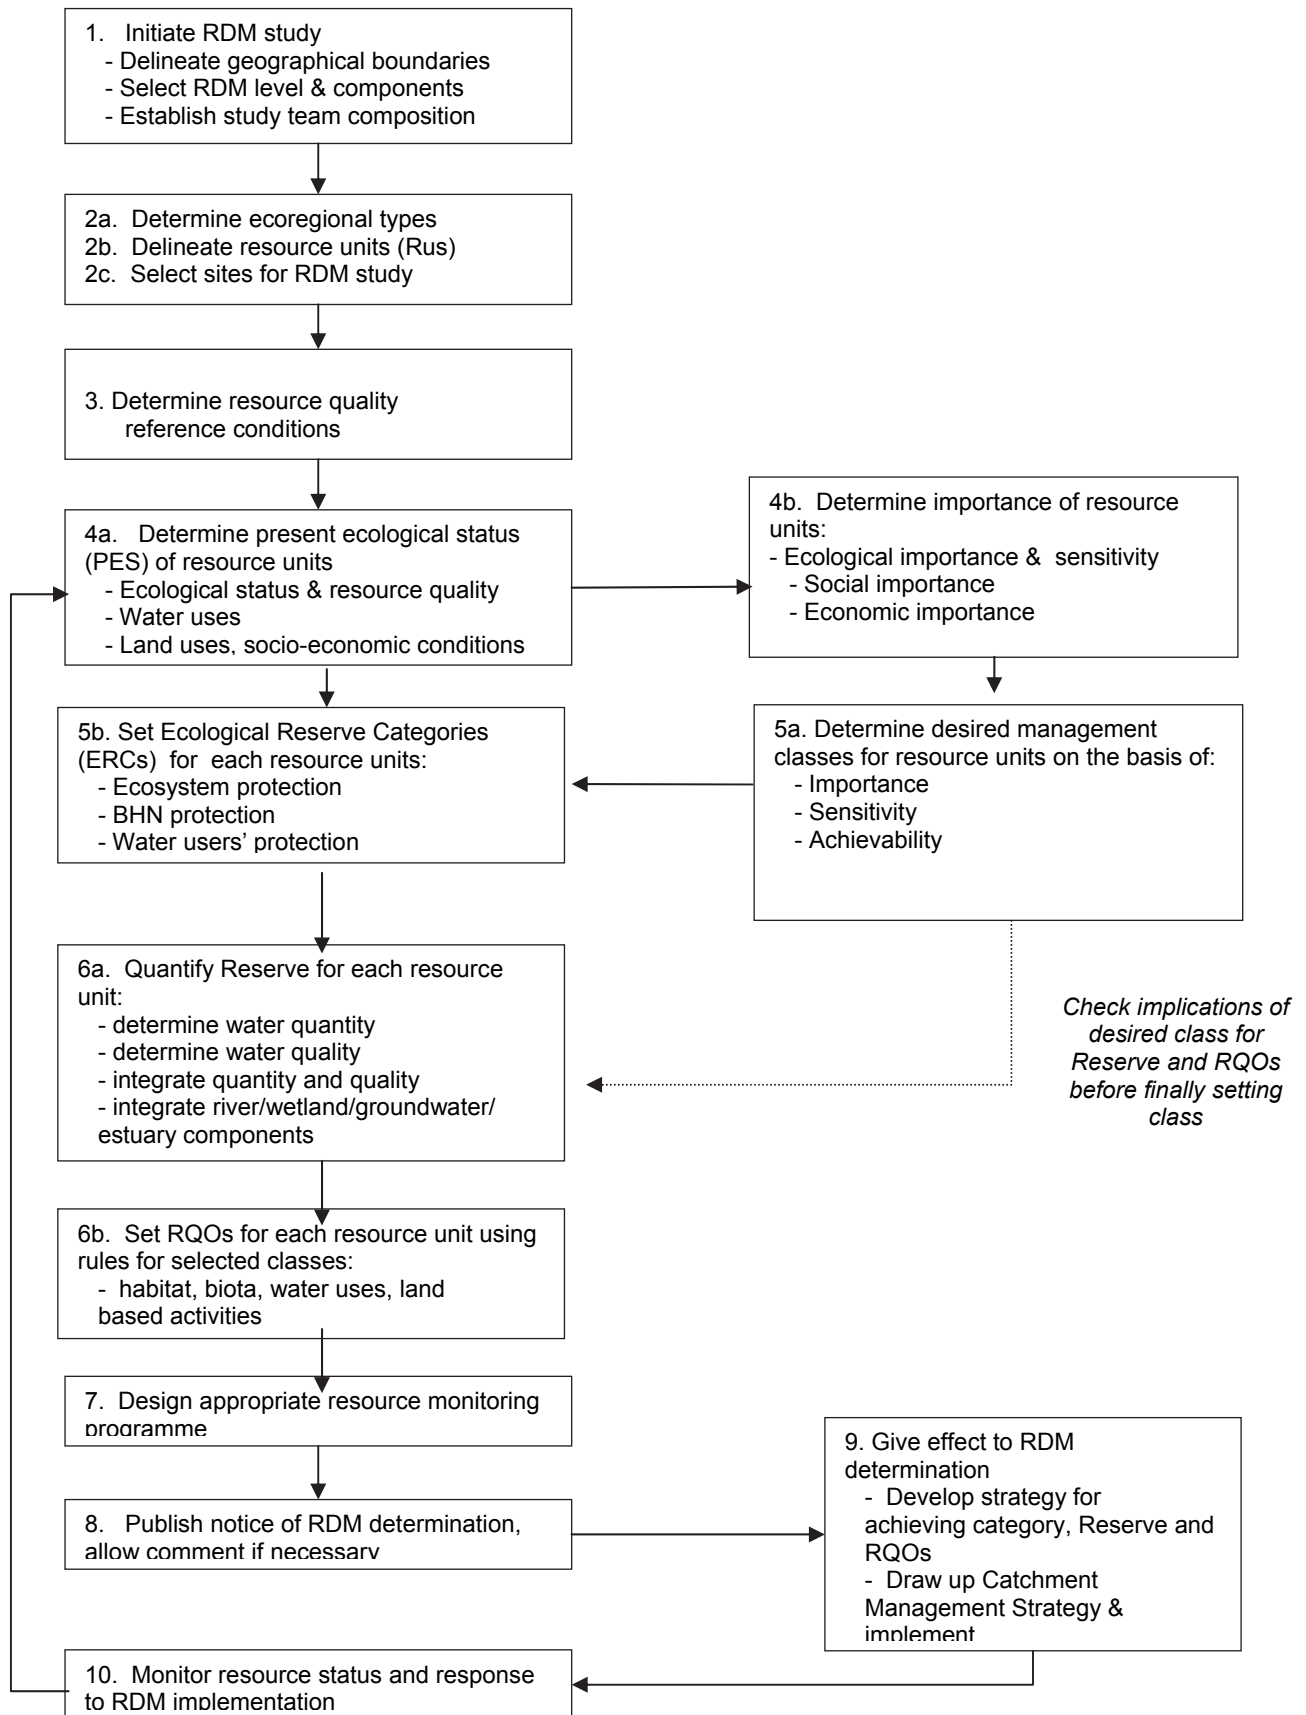 1. Initiate RDM study
- Delineate geographical boundaries
- Select RDM level & components
- Establish study team composition
2a. Determine ecoregional types
2b. Delineate resource units (Rus)
2c. Select sites for RDM study
3. Determine resource quality
reference conditions
4a. Determine present ecological status
(PES) of resource units
- Ecological status & resource quality
- Water uses
- Land uses, socio-economic conditions
4b. Determine importance of resource
units:
- Ecological importance & sensitivity
- Social importance
- Economic importance
5b. Set Ecological Reserve Categories
(ERCs) for each resource units:
- Ecosystem protection
- BHN protection
- Water users' protection
5a. Determine desired management
classes for resource units on the basis of:
- Importance
- Sensitivity
- Achievability
6a. Quantify Reserve for each resource
unit:
- determine water quantity
- determine water quality
- integrate quantity and quality
- integrate river/wetland/groundwater/
estuary components
Check implications of
desired class for
Reserve and RQOs
before finally setting
class
6b. Set RQOs for each resource unit using
rules for selected classes:
- habitat, biota, water uses, land
based activities
7. Design appropriate resource monitoring
programme
8. Publish notice of RDM determination,
allow comment if necessary
9. Give effect to RDM
determination
- Develop strategy for
achieving category, Reserve and
RQOs
- Draw up Catchment
Management Strategy &
implement
10. Monitor resource status and response
to RDM implementation